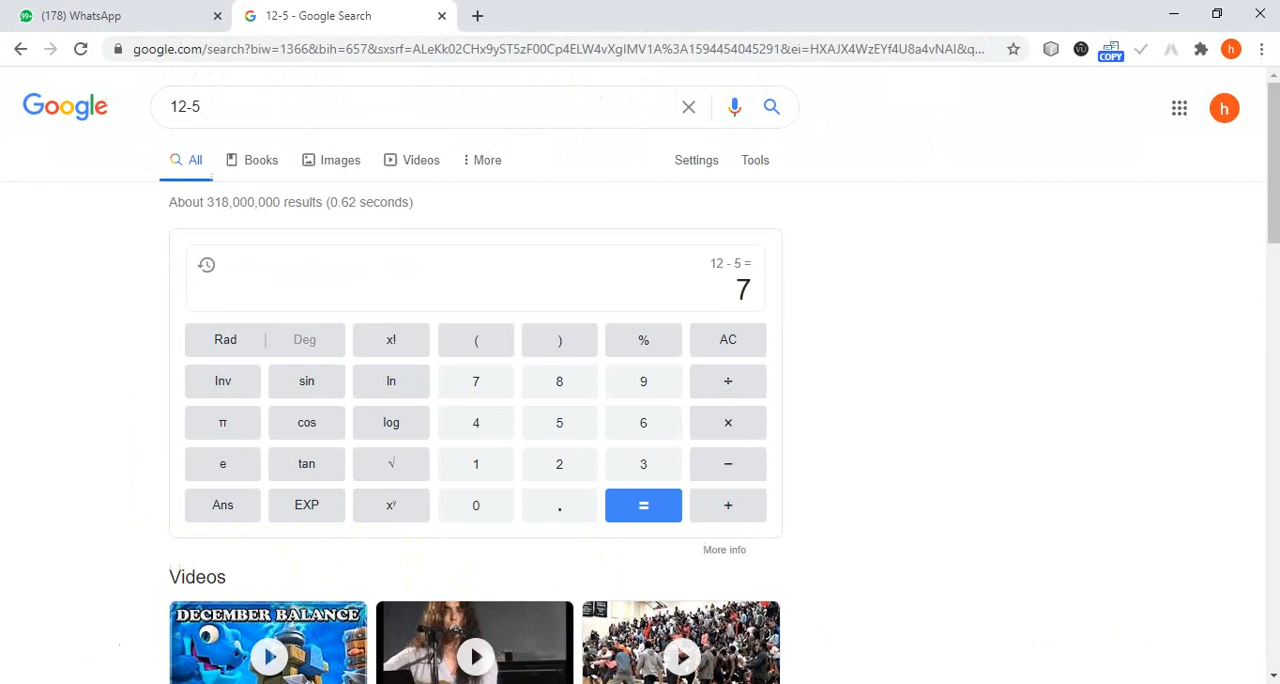 99+ (178) WhatsApp
12-5 - Google Search
google.com/search?biw=1366&bih=657&sxsrf=ALeKk02CHx9yST5zF00Cp4ELW4vXgIMV1A%3A1594454045291&ei=HXAJX4WzEYf4U8a4vNAI&q...
COPY
h
Google
12-5
h
All Books Images Videos More Settings Tools
About 318,000,000 results (0.62 seconds)
12 - 5 =
7
Rad | Deg x! ( ) % AC
Inv sin ln 7 8 9 ÷
π cos log 4 5 6 ×
e tan √ 1 2 3 −
Ans EXP xʸ 0 . = +
More info
Videos
DECEMBER BALANCE